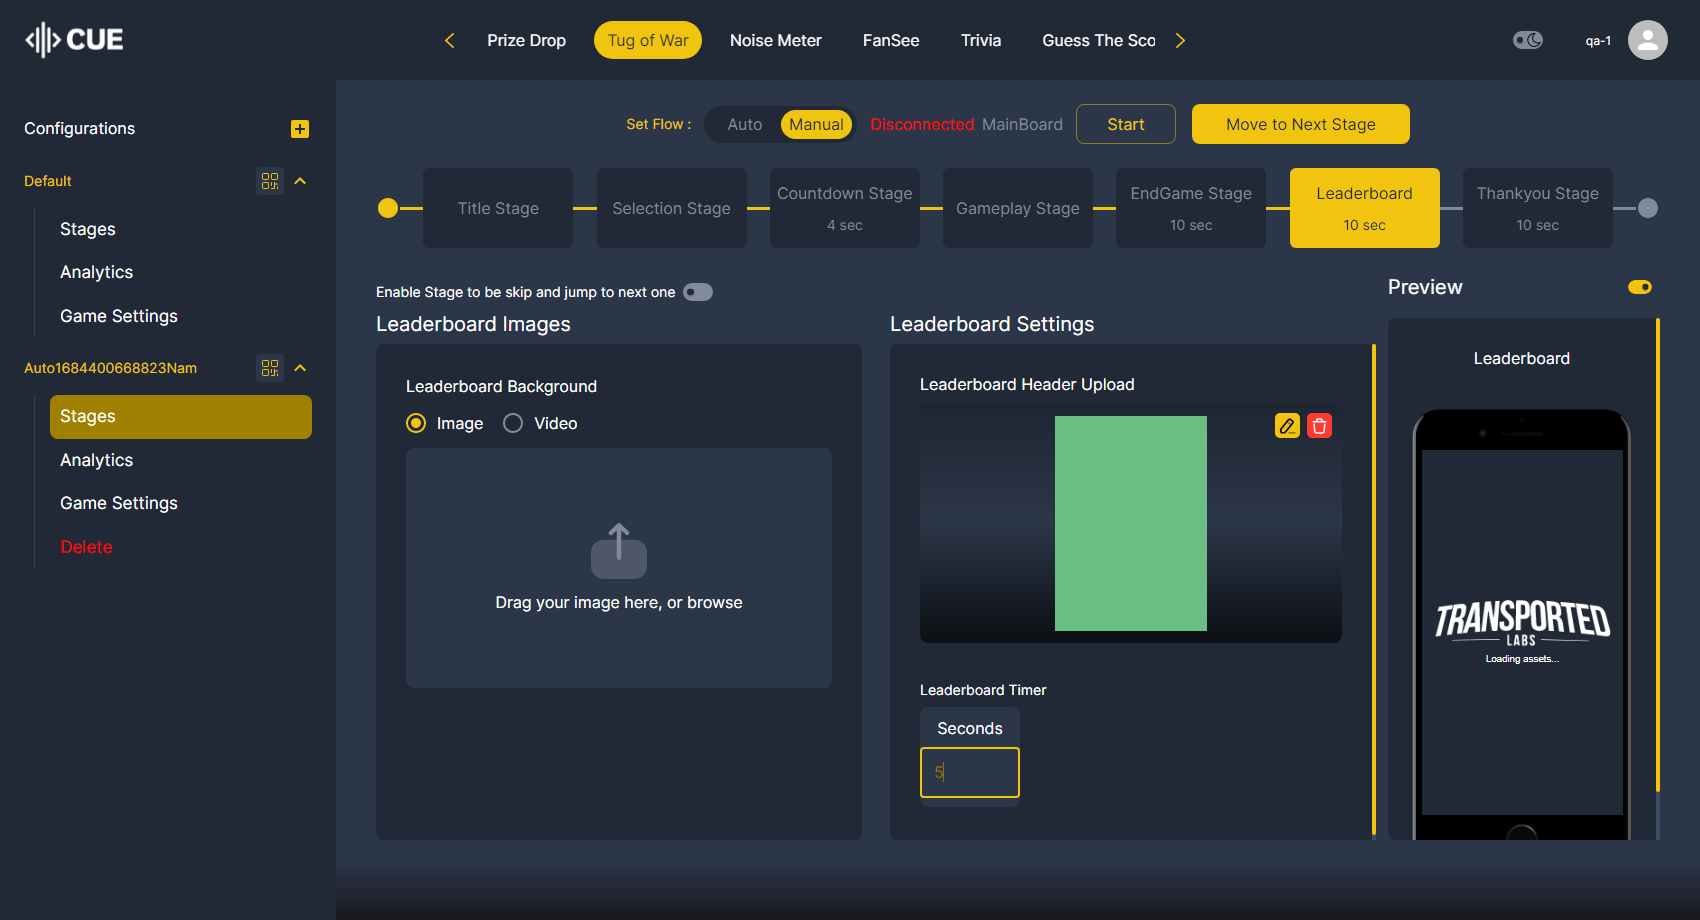 CUE
Prize Drop
Tug of War
Noise Meter
FanSee
Trivia
Guess The Sco
qa-1
Configurations
Default
Stages
Analytics
Game Settings
Auto1684400668823Nam
Stages
Analytics
Game Settings
Delete
Set Flow :
Auto
Manual
Disconnected MainBoard
Start
Move to Next Stage
Title Stage
Selection Stage
Countdown Stage
4 sec
Gameplay Stage
EndGame Stage
10 sec
Leaderboard
10 sec
Thankyou Stage
10 sec
Enable Stage to be skip and jump to next one
Leaderboard Images
Leaderboard Background
Image
Video
Drag your image here, or browse
Leaderboard Settings
Leaderboard Header Upload
Leaderboard Timer
Seconds
5
Preview
Leaderboard
TRANSPORTED
LABS
Loading assets...